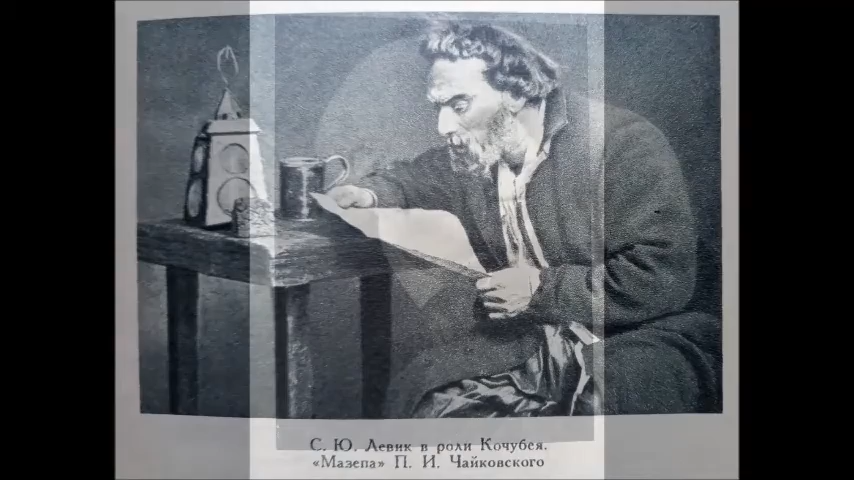 С. Ю. Левик в роли Кочубея.
«Мазепа» П. И. Чайковского